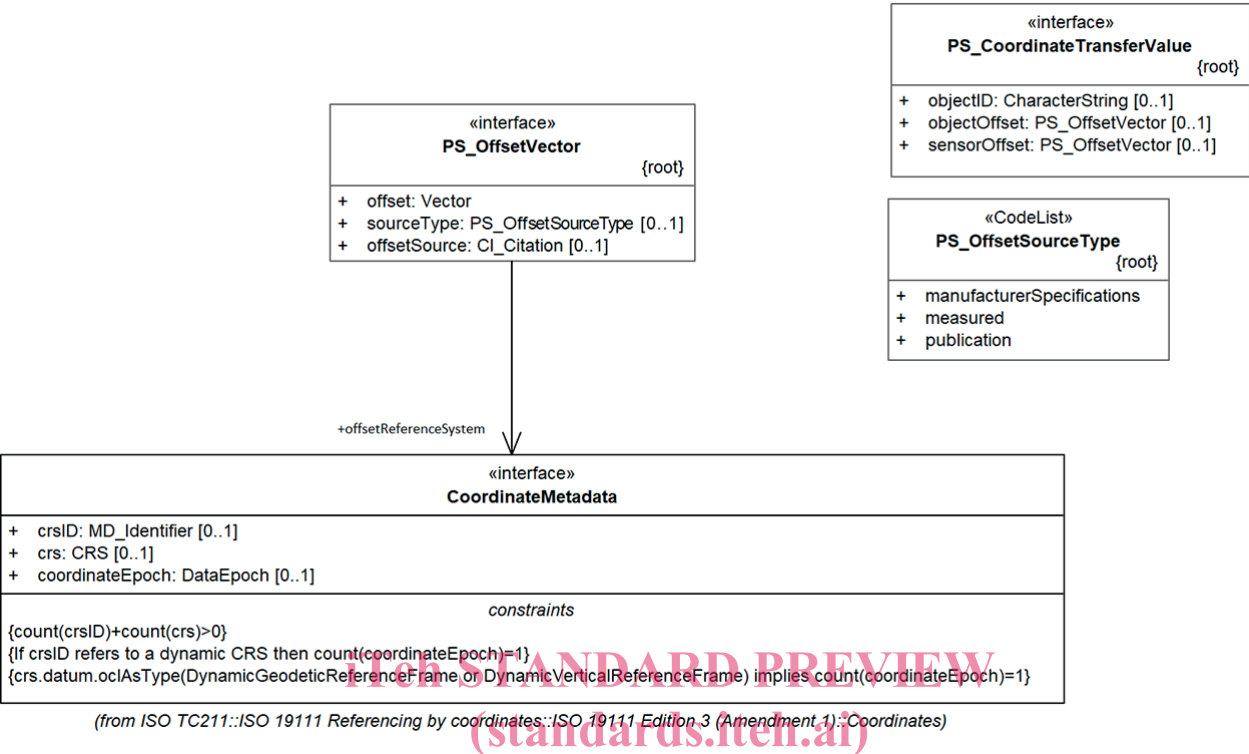 «interface»
PS_CoordinateTransferValue
{root}
+ objectID: CharacterString [0..1]
+ objectOffset: PS_OffsetVector [0..1]
+ sensorOffset: PS_OffsetVector [0..1]
«interface»
PS_OffsetVector
{root}
+ offset: Vector
+ sourceType: PS_OffsetSourceType [0..1]
+ offsetSource: CI_Citation [0..1]
«CodeList»
PS_OffsetSourceType
{root}
+ manufacturerSpecifications
+ measured
+ publication
+offsetReferenceSystem
«interface»
CoordinateMetadata
+ crsID: MD_Identifier [0..1]
+ crs: CRS [0..1]
+ coordinateEpoch: DataEpoch [0..1]
constraints
{count(crsID)+count(crs)>0}
{If crsID refers to a dynamic CRS then count(coordinateEpoch)=1}
{crs.datum.oclAsType(DynamicGeodeticReferenceFrame or DynamicVerticalReferenceFrame) implies count(coordinateEpoch)=1}
iTeh STANDARD PREVIEW
(from ISO TC211::ISO 19111 Referencing by coordinates::ISO 19111 Edition 3 (Amendment 1)::Coordinates)
(standards.iteh.ai)